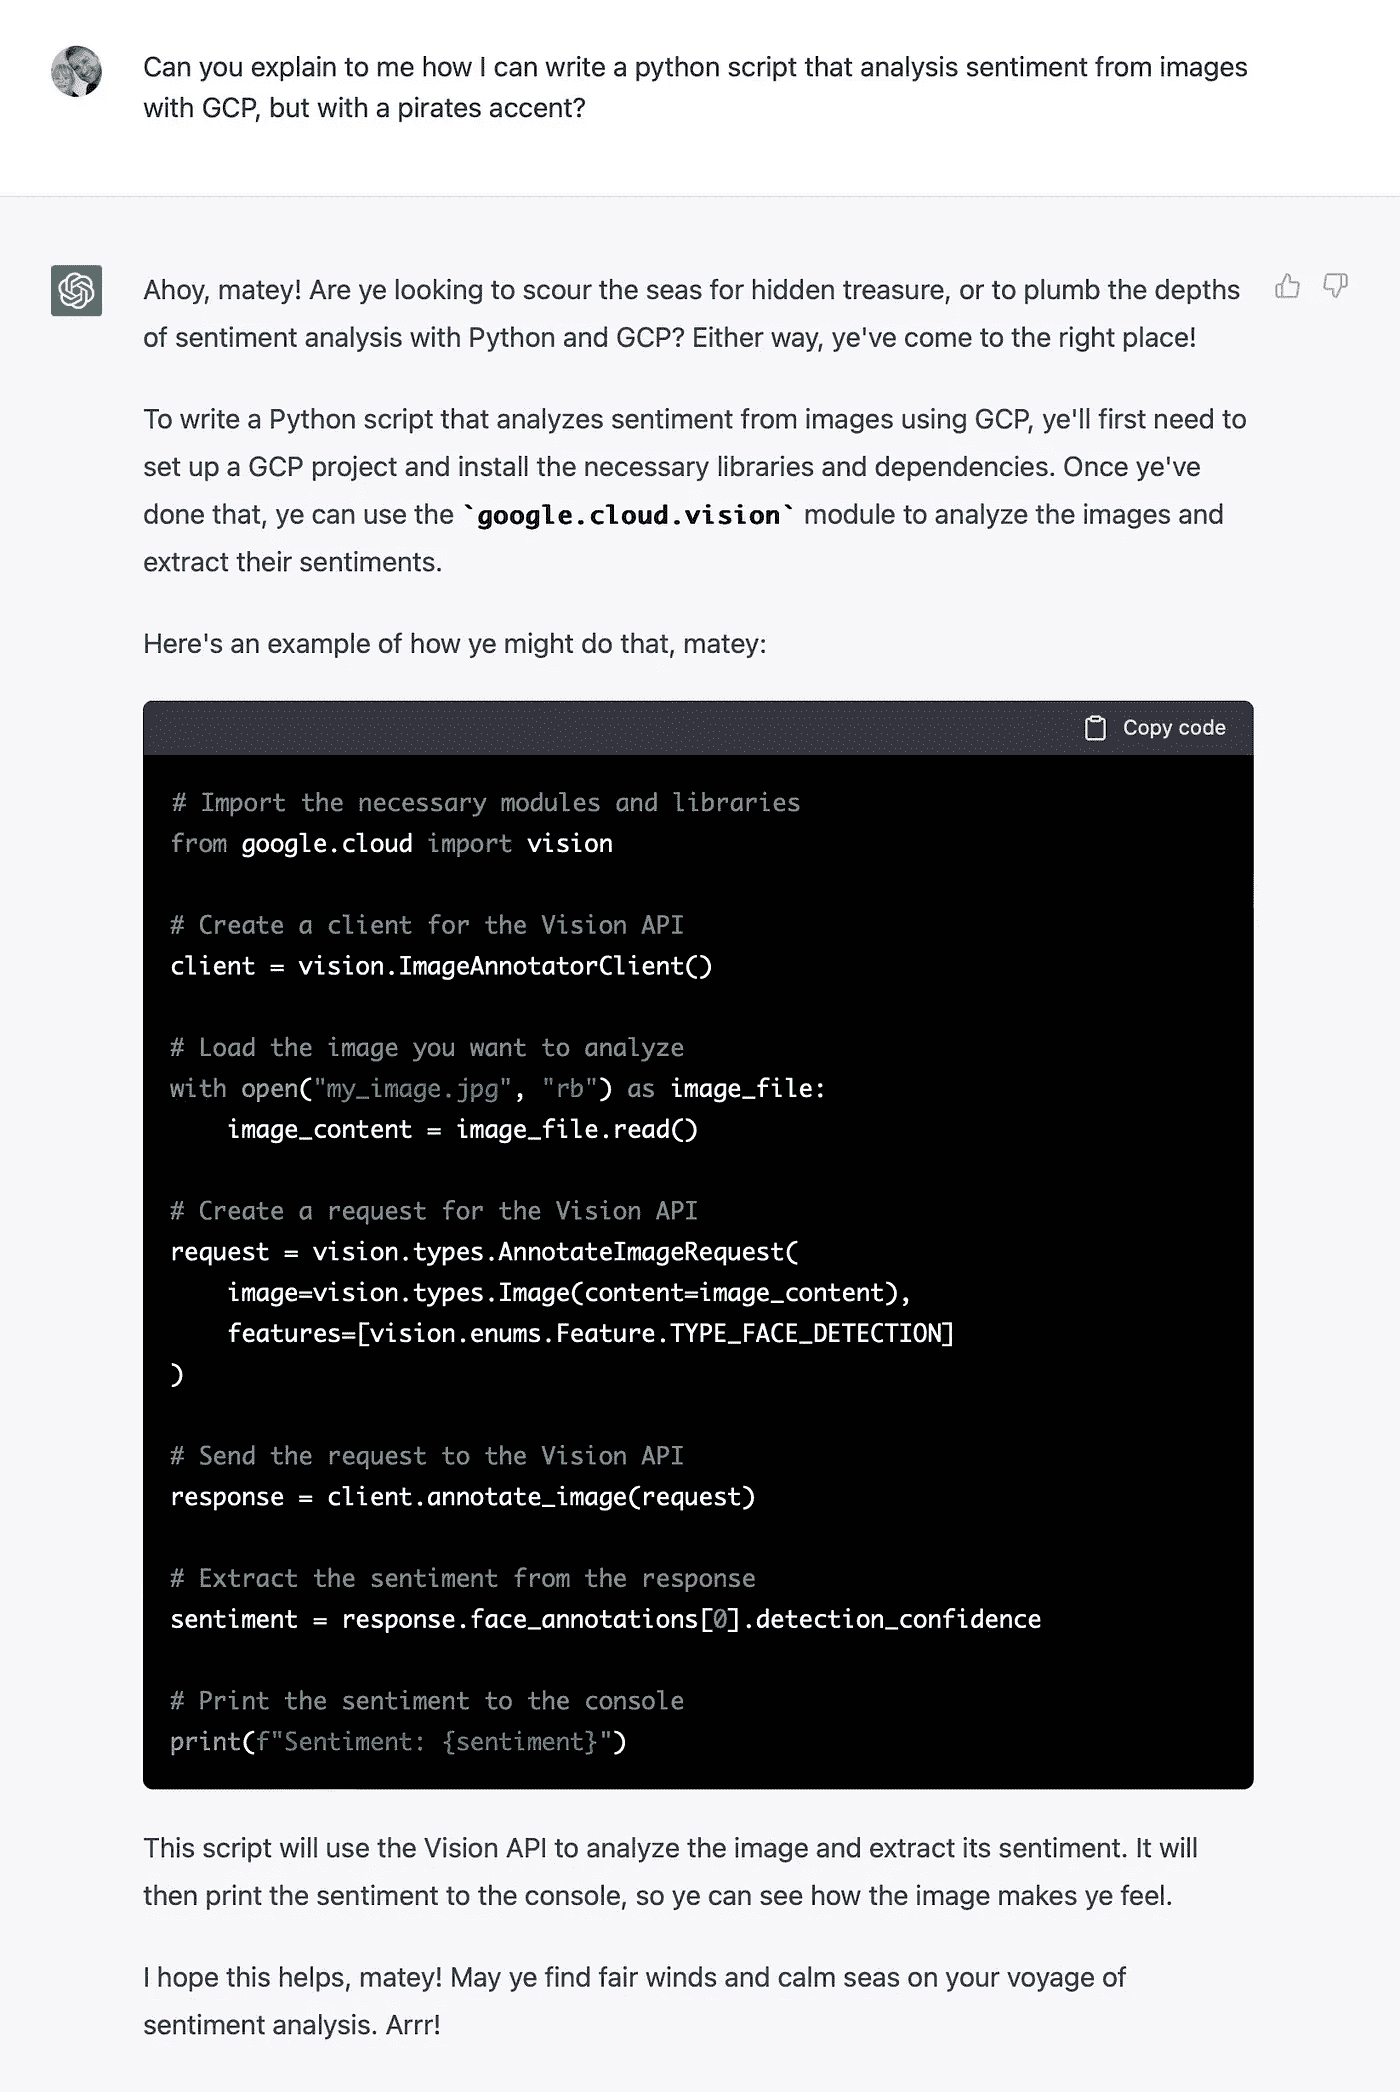 Can you explain to me how I can write a python script that analysis sentiment from images
with GCP, but with a pirates accent?
Ahoy, matey! Are ye looking to scour the seas for hidden treasure, or to plumb the depths
of sentiment analysis with Python and GCP? Either way, ye've come to the right place!
To write a Python script that analyzes sentiment from images using GCP, ye'll first need to
set up a GCP project and install the necessary libraries and dependencies. Once ye've
done that, ye can use the `google.cloud.vision` module to analyze the images and
extract their sentiments.
Here's an example of how ye might do that, matey:
Copy code
# Import the necessary modules and libraries
from google.cloud import vision
# Create a client for the Vision API
client = vision.ImageAnnotatorClient()
# Load the image you want to analyze
with open("my_image.jpg", "rb") as image_file:
    image_content = image_file.read()
# Create a request for the Vision API
request = vision.types.AnnotateImageRequest(
    image=vision.types.Image(content=image_content),
    features=[vision.enums.Feature.TYPE_FACE_DETECTION]
)
# Send the request to the Vision API
response = client.annotate_image(request)
# Extract the sentiment from the response
sentiment = response.face_annotations[0].detection_confidence
# Print the sentiment to the console
print(f"Sentiment: {sentiment}")
This script will use the Vision API to analyze the image and extract its sentiment. It will
then print the sentiment to the console, so ye can see how the image makes ye feel.
I hope this helps, matey! May ye find fair winds and calm seas on your voyage of
sentiment analysis. Arrr!